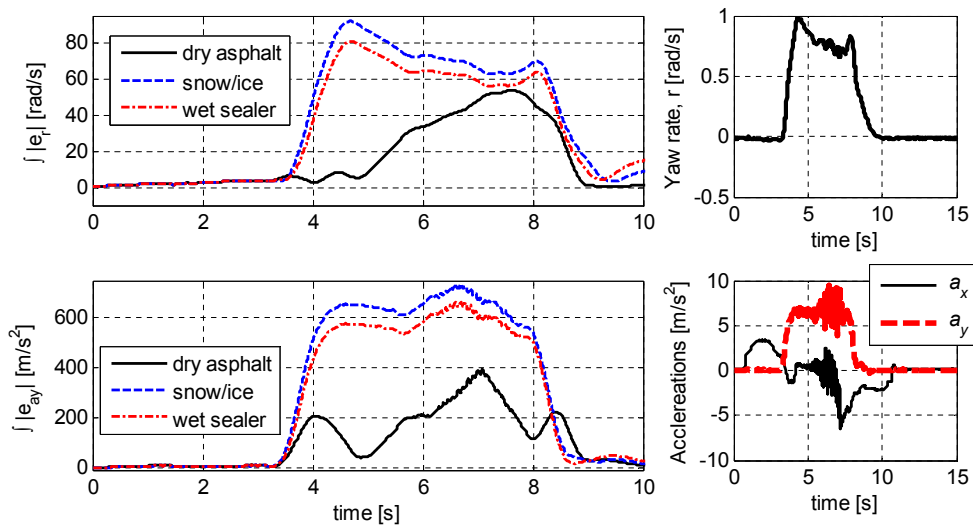 ∫ |e_r| [rad/s]
80
60
40
20
0
dry asphalt
snow/ice
wet sealer
0 2 4 6 8 10
Yaw rate, r [rad/s]
1
0.5
0
-0.5
0 5 10 15
time [s]
∫ |e_ay| [m/s²]
600
400
200
0
dry asphalt
snow/ice
wet sealer
0 2 4 6 8 10
time [s]
Acclereations [m/s²]
10
5
0
-5
-10
a_x
a_y
0 5 10 15
time [s]